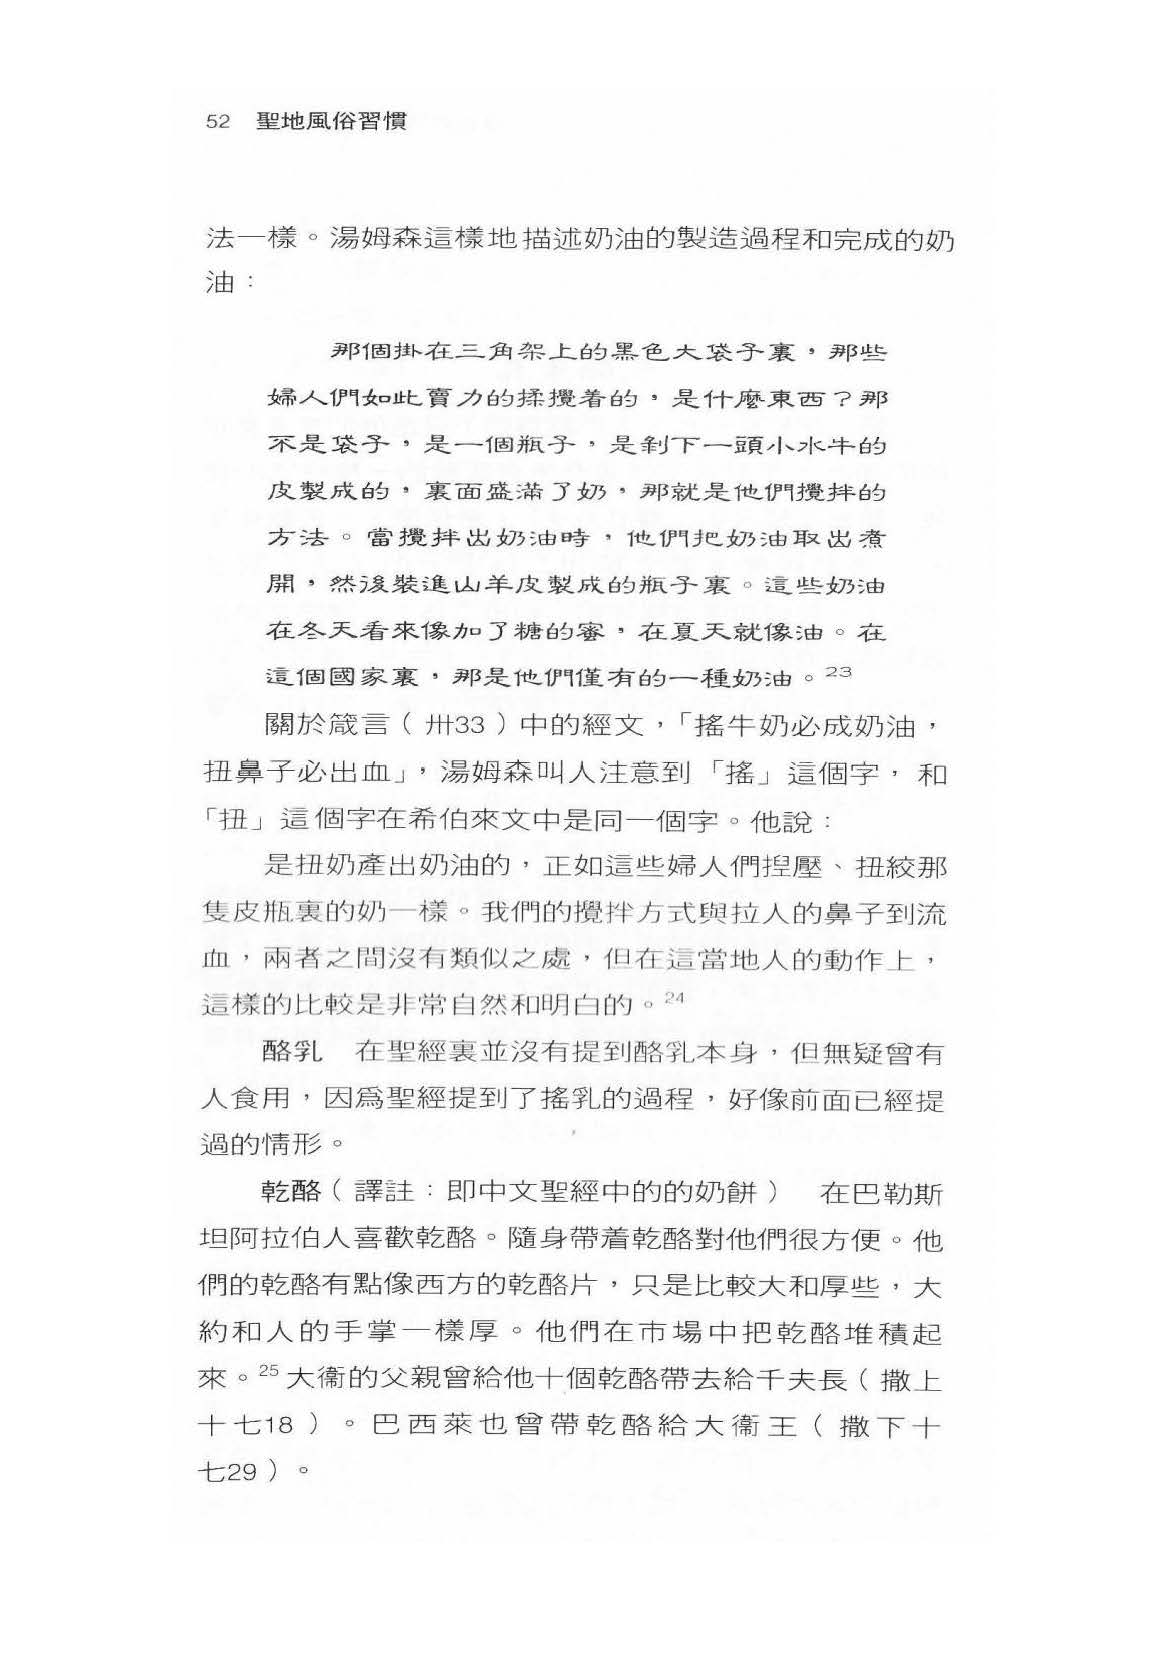 52 聖地風俗習慣
法一樣。湯姆森這樣地描述奶油的製造過程和完成的奶
油：
那個掛在三角架上的黑色大袋子裏，那些
婦人們如此賣力的揉攪着的，是什麼東西？那
不是袋子，是一個瓶子，是剝下一頭小水牛的
皮製成的，裏面盛滿了奶，那就是他們攪拌的
方法。當攪拌出奶油時，他們把奶油取出煮
開，然後裝進山羊皮製成的瓶子裏。這些奶油
在冬天看來像加了糖的蜜，在夏天就像油。在
這個國家裏，那是他們僅有的一種奶油。23
關於箴言（卅33）中的經文，「搖牛奶必成奶油，
扭鼻子必出血」，湯姆森叫人注意到「搖」這個字，和
「扭」這個字在希伯來文中是同一個字。他說：
是扭奶產出奶油的，正如這些婦人們揑壓、扭絞那
隻皮瓶裏的奶一樣。我們的攪拌方式與拉人的鼻子到流
血，兩者之間沒有類似之處，但在這當地人的動作上，
這樣的比較是非常自然和明白的。24
酪乳 在聖經裏並沒有提到酪乳本身，但無疑曾有
人食用，因爲聖經提到了搖乳的過程，好像前面已經提
過的情形。
乾酪（譯註：即中文聖經中的的奶餅） 在巴勒斯
坦阿拉伯人喜歡乾酪。隨身帶着乾酪對他們很方便。他
們的乾酪有點像西方的乾酪片，只是比較大和厚些，大
約和人的手掌一樣厚。他們在市場中把乾酪堆積起
來。25大衞的父親曾給他十個乾酪帶去給千夫長（撒上
十七18）。巴西萊也曾帶乾酪給大衞王（撒下十
七29）。